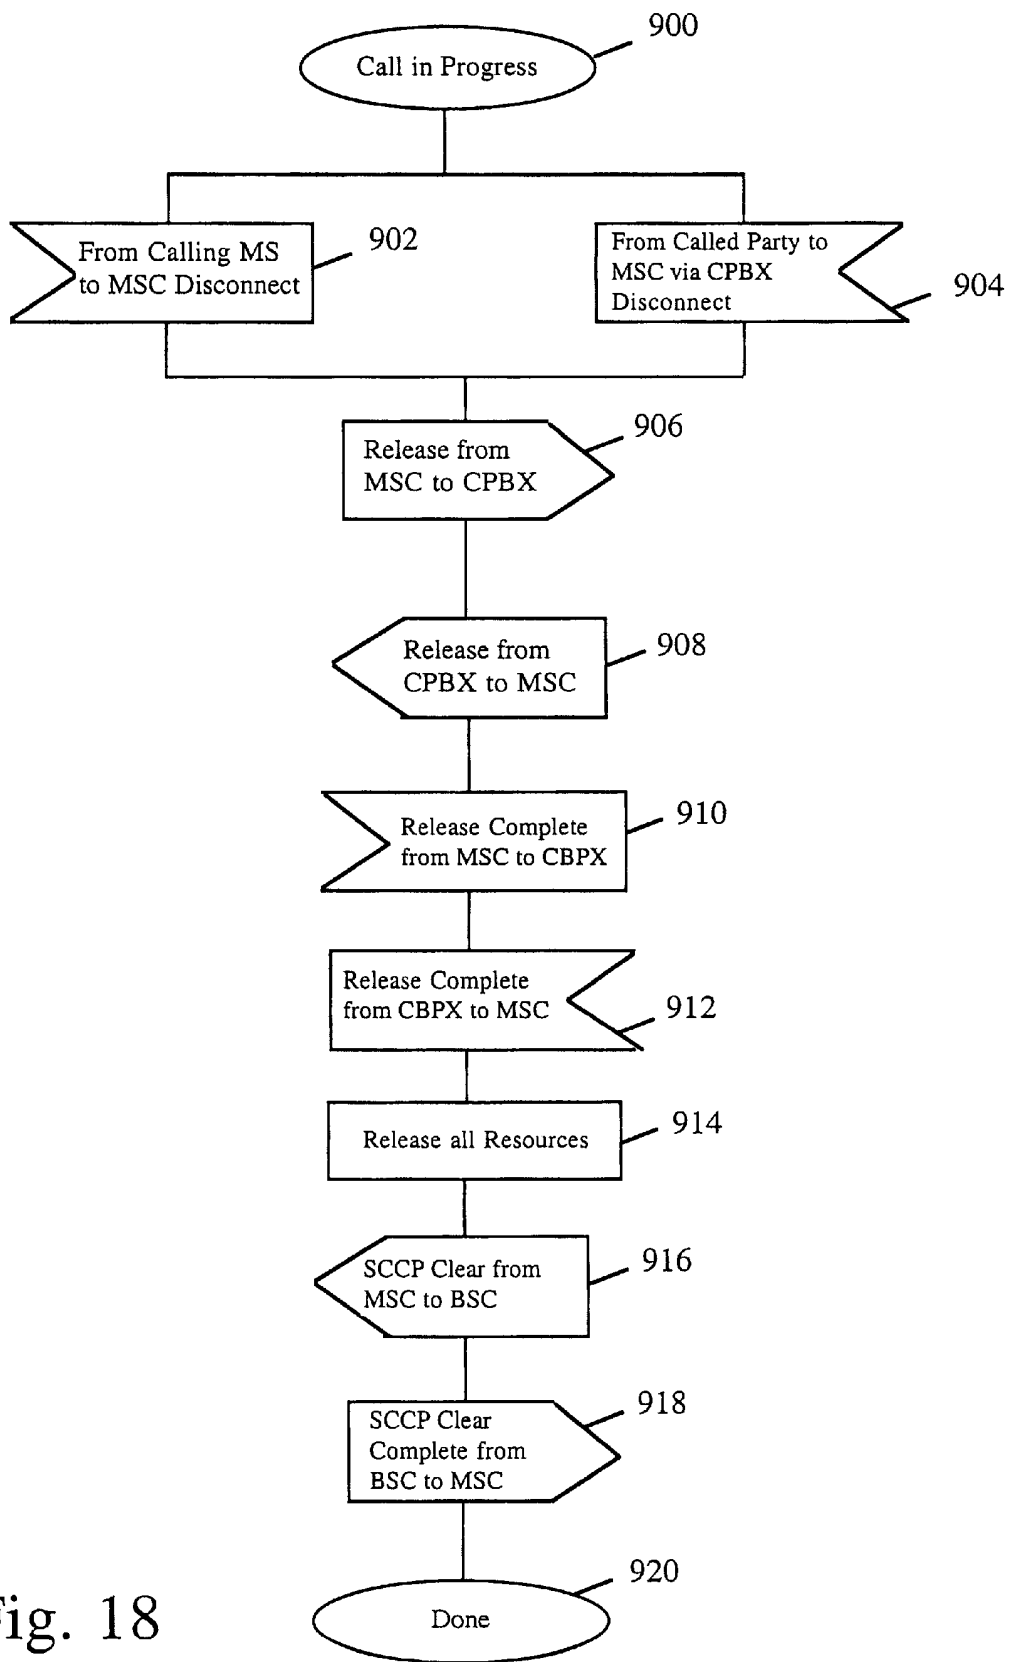 900
Call in Progress
From Calling MS
to MSC Disconnect
902
From Called Party to
MSC via CPBX
Disconnect
904
Release from
MSC to CPBX
906
Release from
CPBX to MSC
908
Release Complete
from MSC to CBPX
910
Release Complete
from CBPX to MSC
912
Release all Resources
914
SCCP Clear from
MSC to BSC
916
SCCP Clear
Complete from
BSC to MSC
918
Done
920
Fig. 18